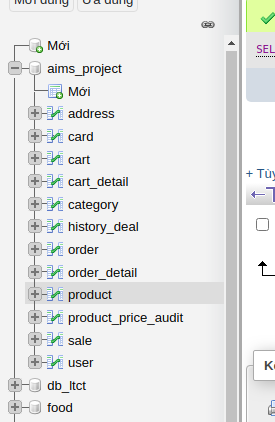 Mới dùng Ưa dùng
Mới
aims_project
Mới
address
card
cart
cart_detail
category
history_deal
order
order_detail
product
product_price_audit
sale
user
db_ltct
food
SEL
+ Tùy